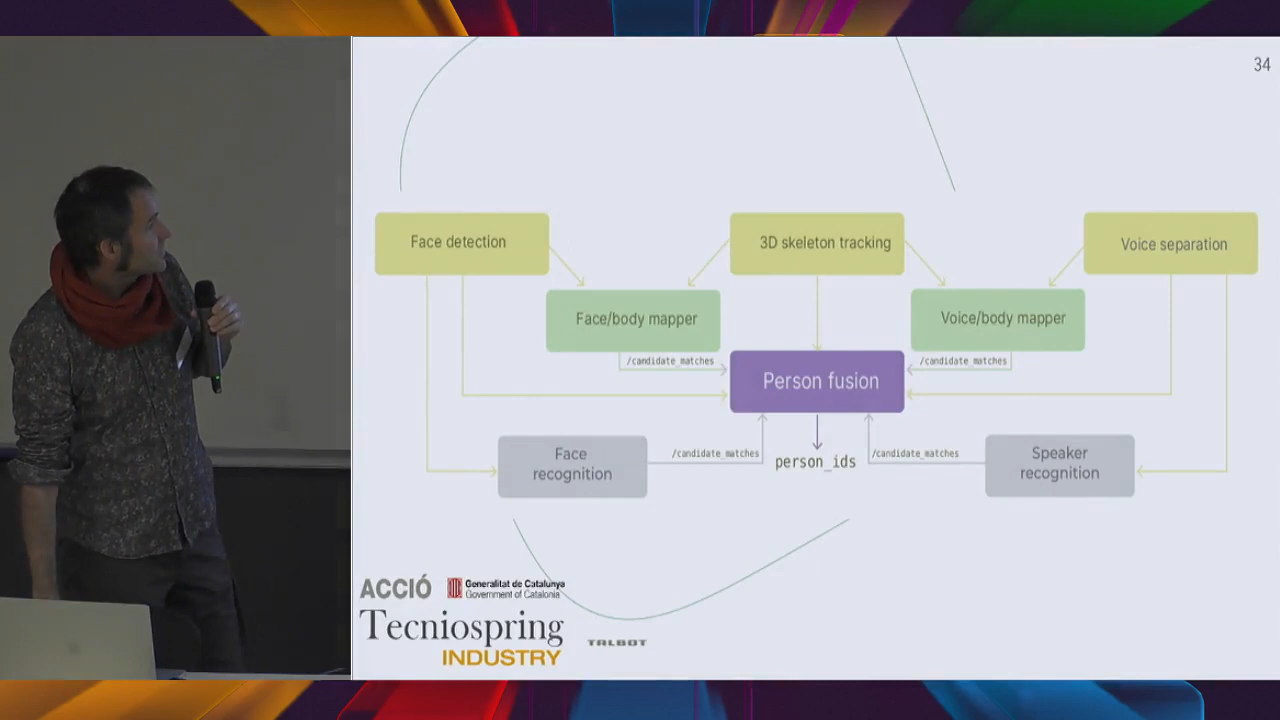 34
Face detection
3D skeleton tracking
Voice separation
Face/body mapper
Voice/body mapper
/candidate_matches
/candidate_matches
Person fusion
Face
recognition
/candidate_matches
person_ids
/candidate_matches
Speaker
recognition
ACCIÓ
Generalitat de Catalunya
Government of Catalonia
Tecniospring
INDUSTRY
TALBOT